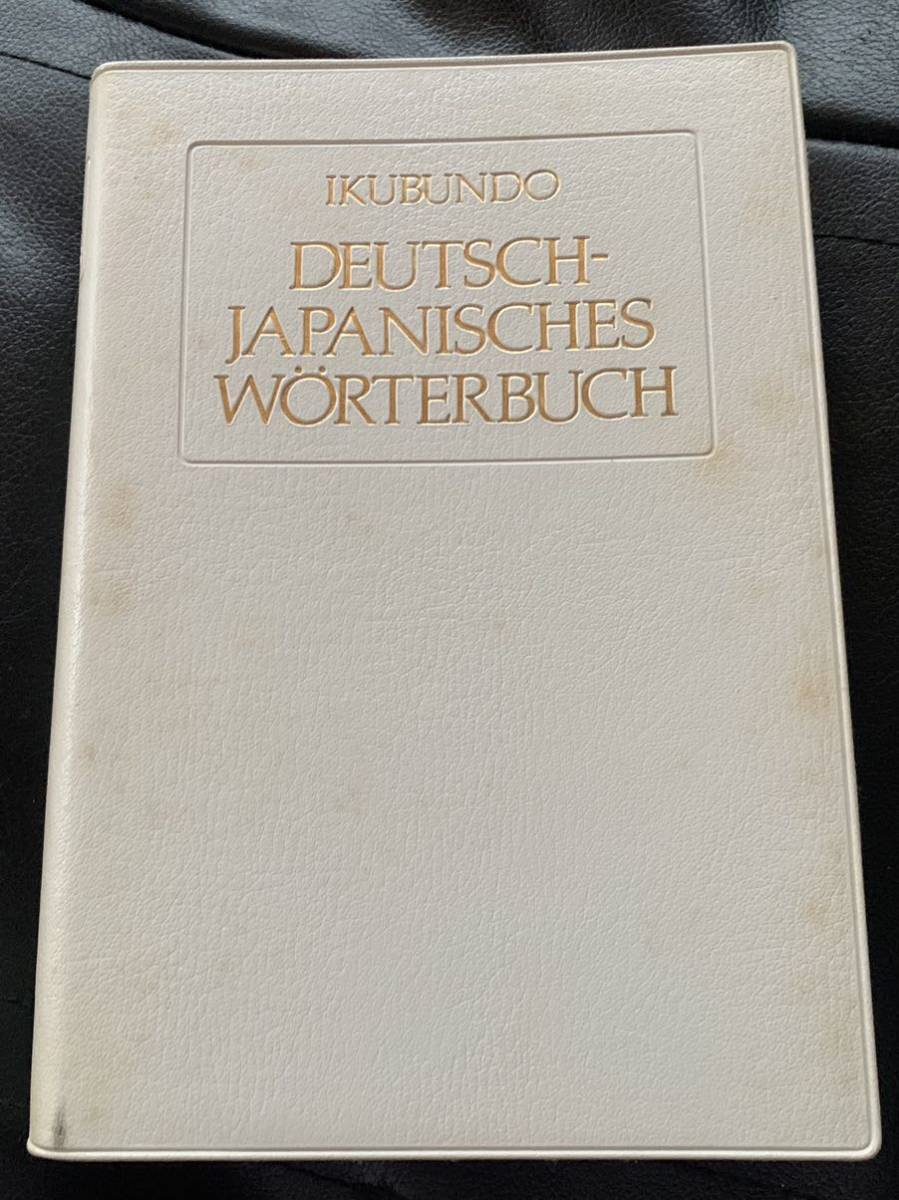 IKUBUNDO
DEUTSCH-
JAPANISCHES
WÖRTERBUCH